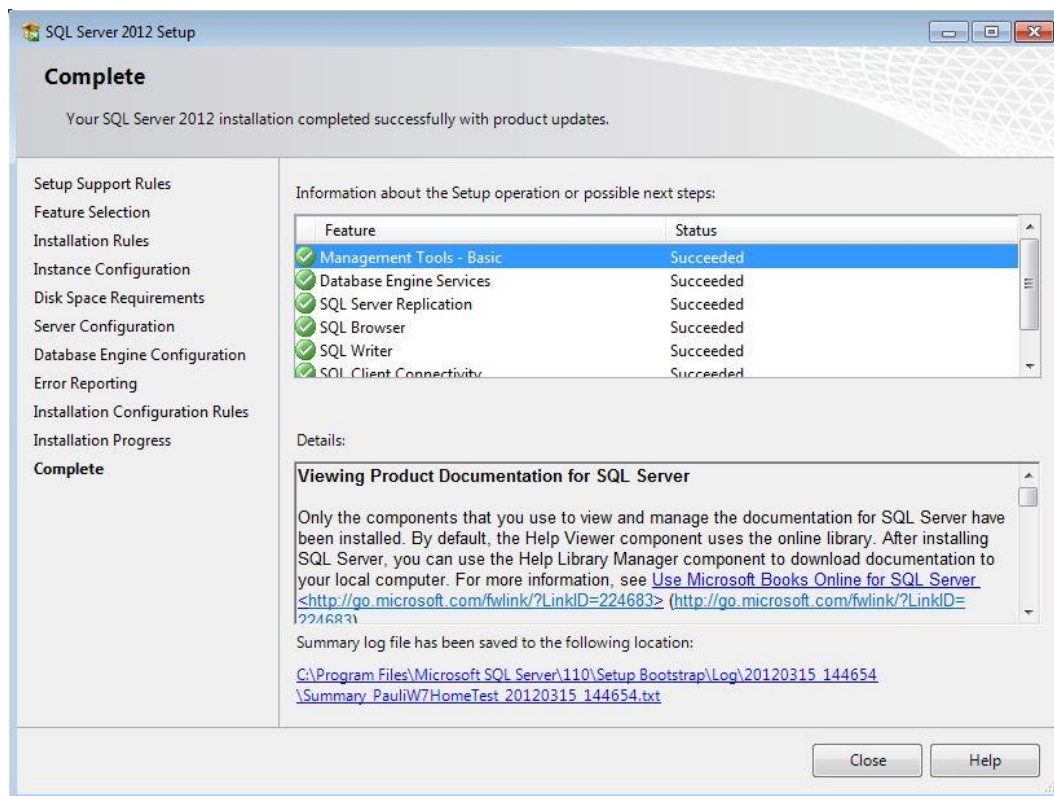 SQL Server 2012 Setup
Complete
Your SQL Server 2012 installation completed successfully with product updates.
Setup Support Rules
Feature Selection
Installation Rules
Instance Configuration
Disk Space Requirements
Server Configuration
Database Engine Configuration
Error Reporting
Installation Configuration Rules
Installation Progress
Complete
Information about the Setup operation or possible next steps:
Feature Status
Management Tools - Basic Succeeded
Database Engine Services Succeeded
SQL Server Replication Succeeded
SQL Browser Succeeded
SQL Writer Succeeded
SQL Client Connectivity Succeeded
Details:
Viewing Product Documentation for SQL Server
Only the components that you use to view and manage the documentation for SQL Server have
been installed. By default, the Help Viewer component uses the online library. After installing
SQL Server, you can use the Help Library Manager component to download documentation to
your local computer. For more information, see Use Microsoft Books Online for SQL Server
<http://go.microsoft.com/fwlink/?LinkID=224683> (http://go.microsoft.com/fwlink/?LinkID=
224683)
Summary log file has been saved to the following location:
C:\Program Files\Microsoft SQL Server\110\Setup Bootstrap\Log\20120315_144654
\Summary_PauliW7HomeTest_20120315_144654.txt
Close Help